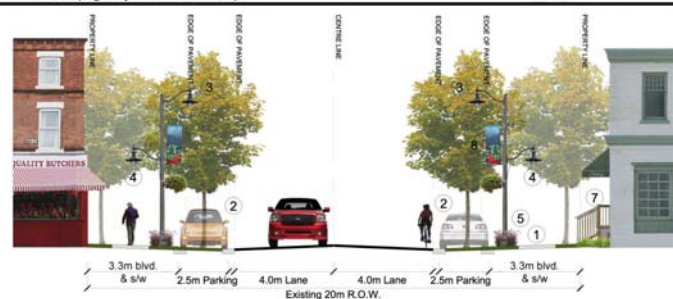 PROPERTY LINE
EDGE OF PAVEMENT
EDGE OF PAVEMENT
CENTRE LINE
EDGE OF PAVEMENT
EDGE OF PAVEMENT
PROPERTY LINE
3
3
8
QUALITY BUTCHERS
4
4
2
2
7
5
1
3.3m blvd.
& s/w
2.5m Parking
4.0m Lane
4.0m Lane
2.5m Parking
3.3m blvd.
& s/w
Existing 20m R.O.W.